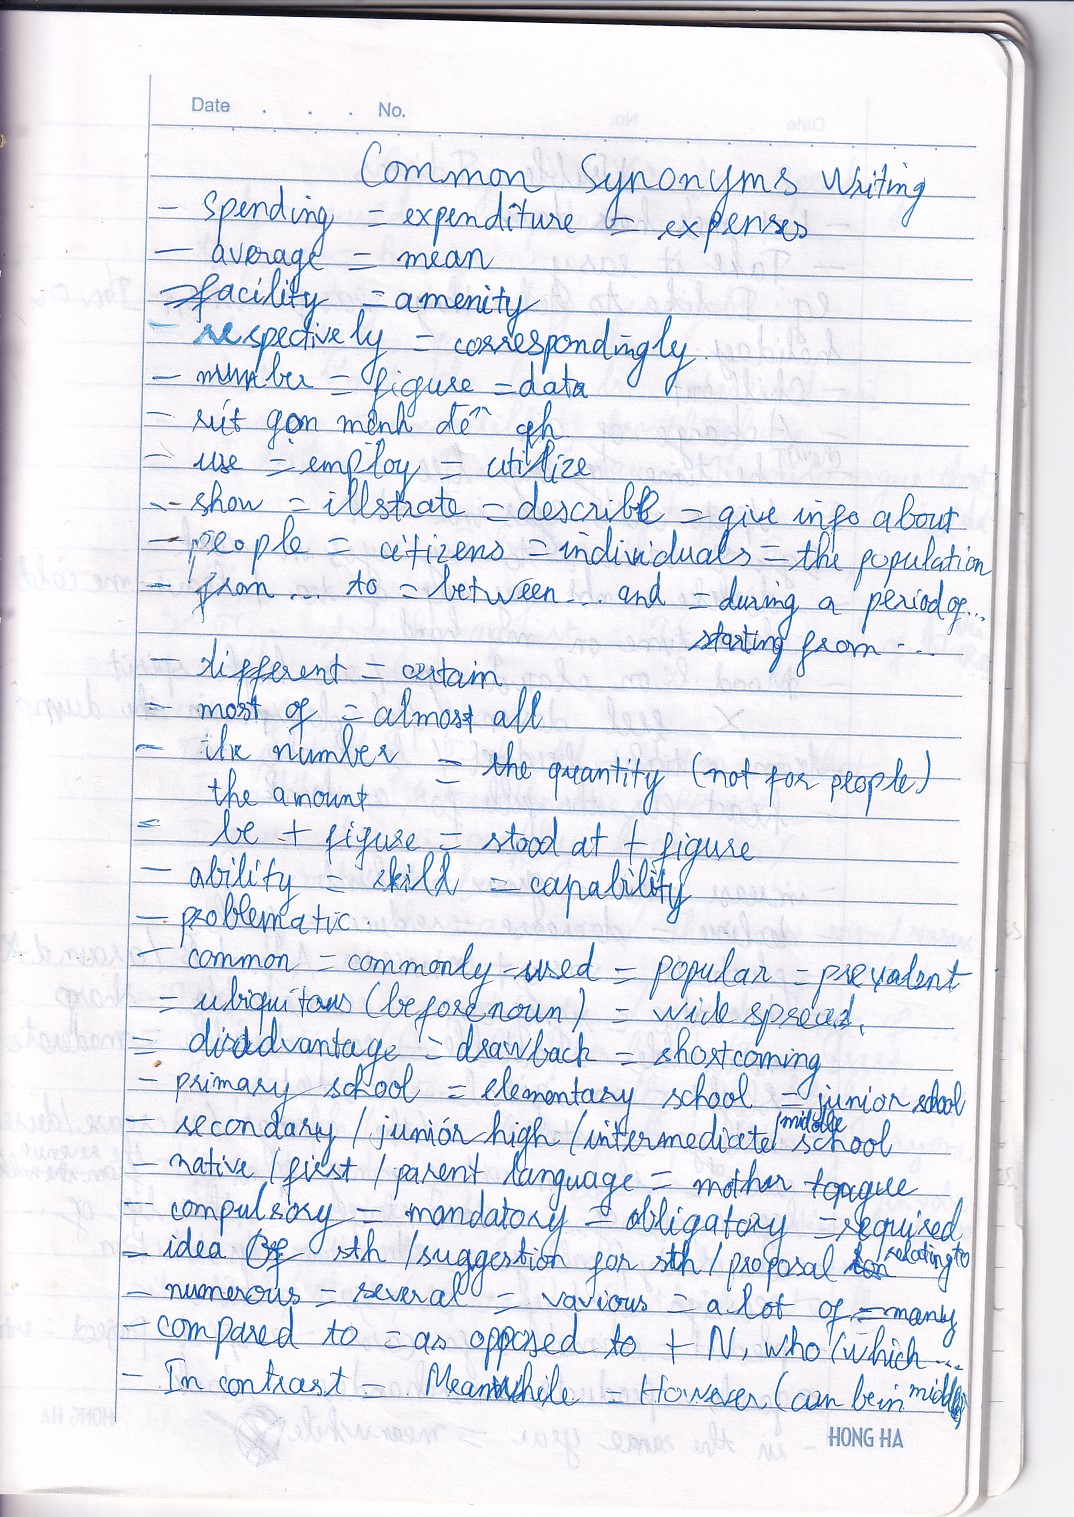 Date . . . No.
Common Synonyms Writing
- spending = expenditure = expenses
- average = mean
- facility = amenity
- respectively = correspondingly
- number = figure = data
- rút gọn mệnh đề qh
- use = employ = utilize
- show = illstrate = describe = give info about
- people = citizens = individuals = the population
- from ... to = between ... and = during a period of ...
starting from ...
- different = certain
- most of = almost all
- the number = the quantity (not for people)
the amount
- be + figure = stood at + figure
- ability = skill = capability
- problematic.
+ common = commonly-used = popular = prevalent
= ubiquitous (before noun) = wide spread.
= disadvantage = drawback = shortcoming
- primary school = elementary school = junior school
- secondary / junior high / intermediate / middle school
- native / first / parent language = mother tongue
- compulsory = mandatory = obligatory = required
- idea of sth / suggestion for sth / proposal for / relating to
- numerous = several = various = a lot of = many
- compared to = as opposed to + N, who / which ...
- In contrast = Meanwhile = However (can be in middle)
HONG HA